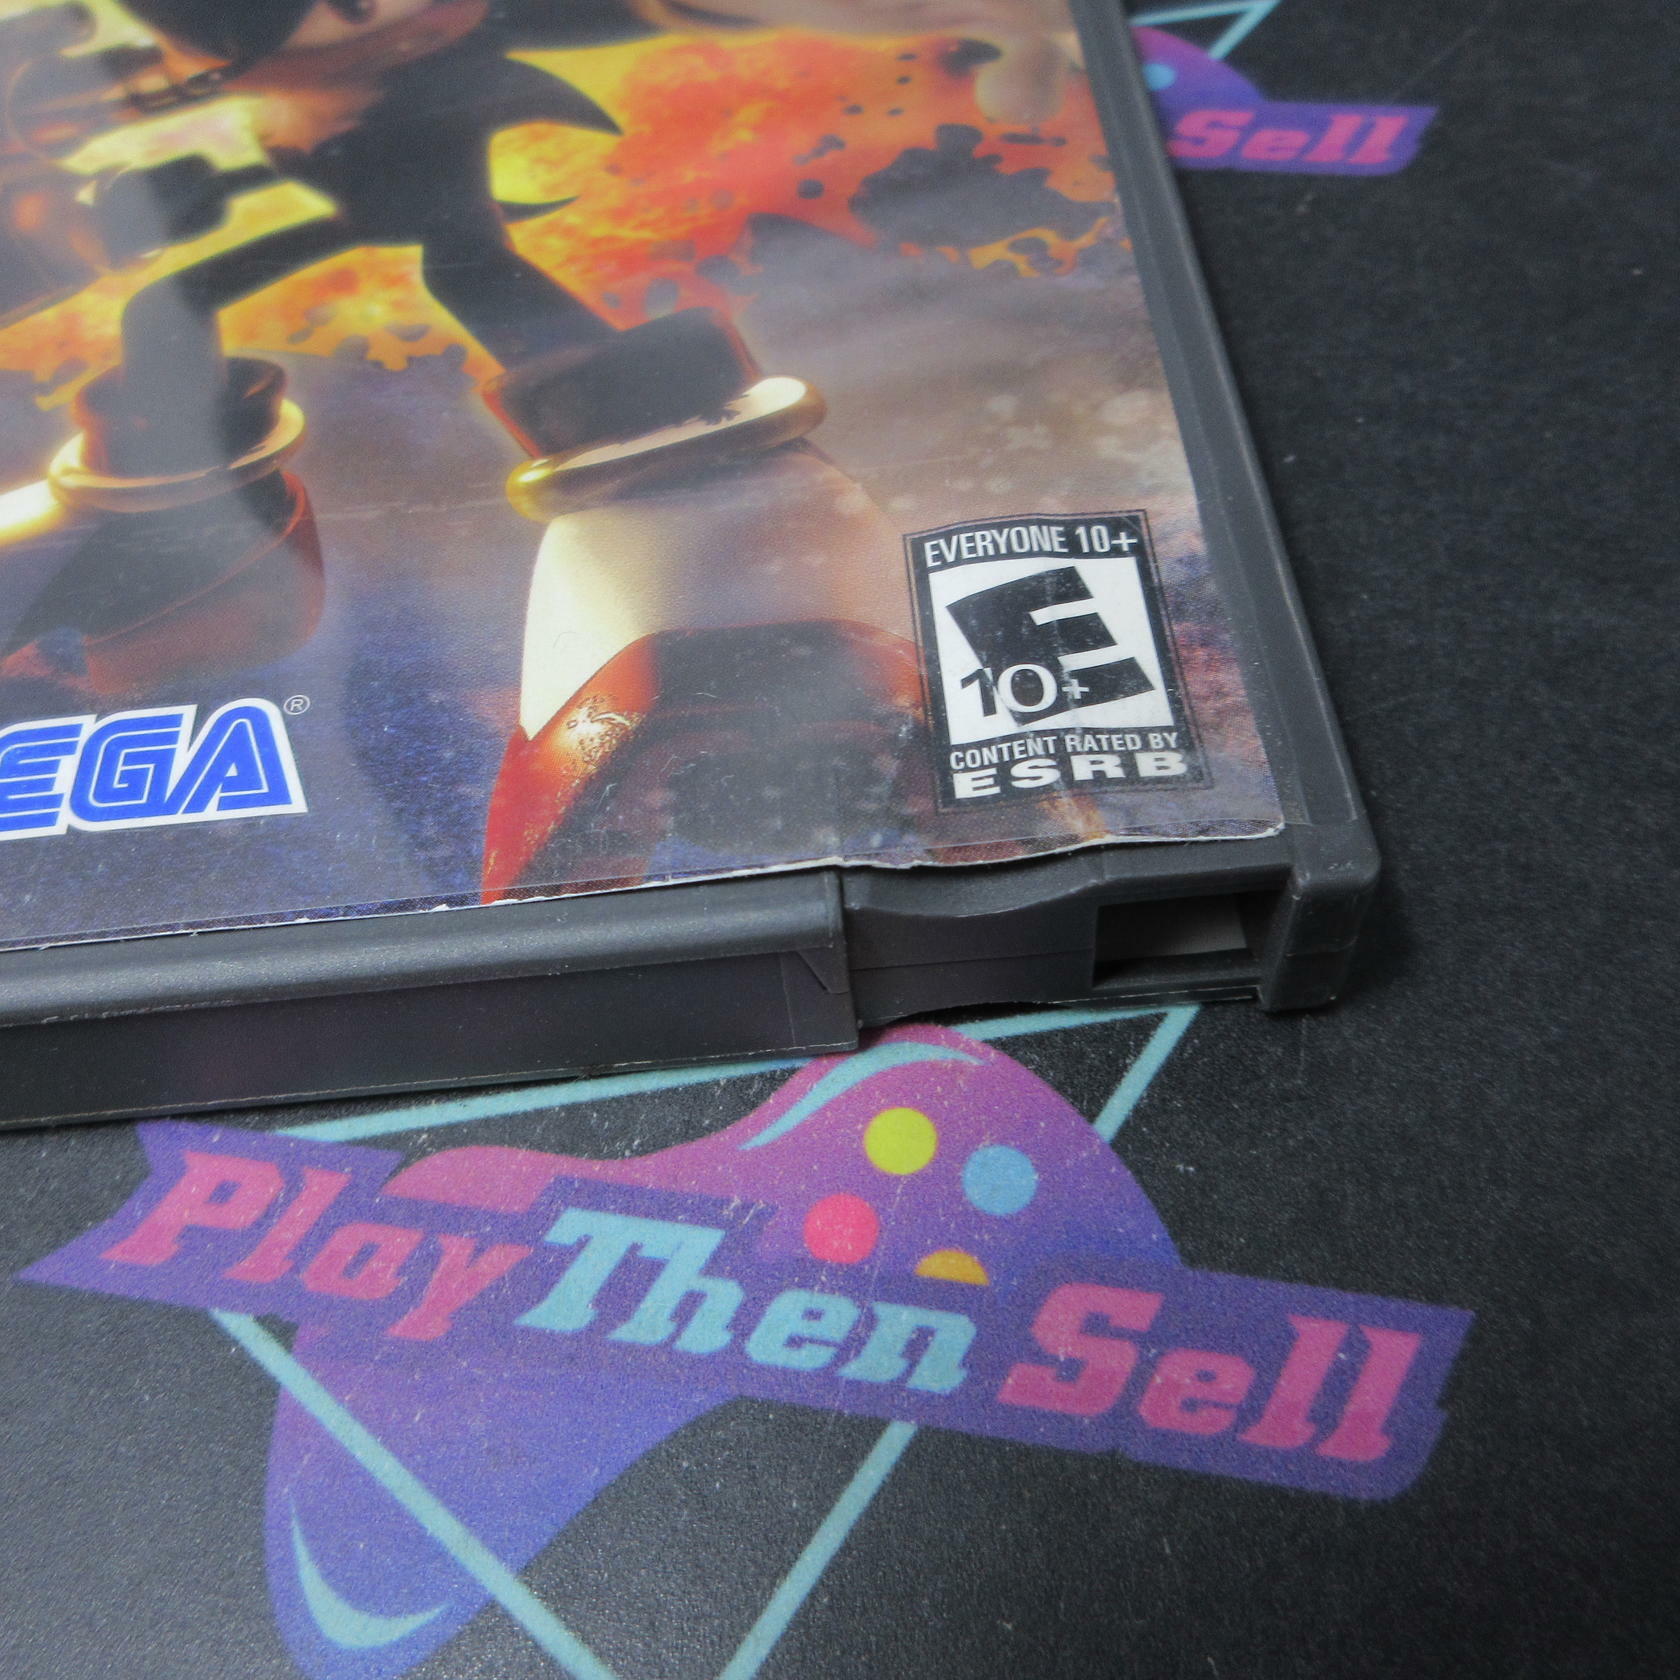 Sell
EVERYONE 10+
E
10+
CONTENT RATED BY
ESRB
EGA®
Play Then Sell